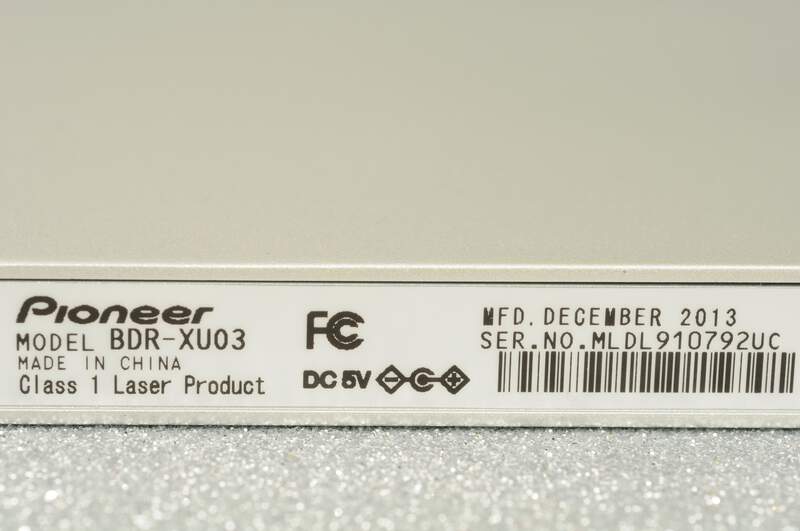 Pioneer
MODEL BDR-XU03
MADE IN CHINA
Class 1 Laser Product
FC
DC 5V
MFD. DECEMBER 2013
SER.NO.MLDL910792UC